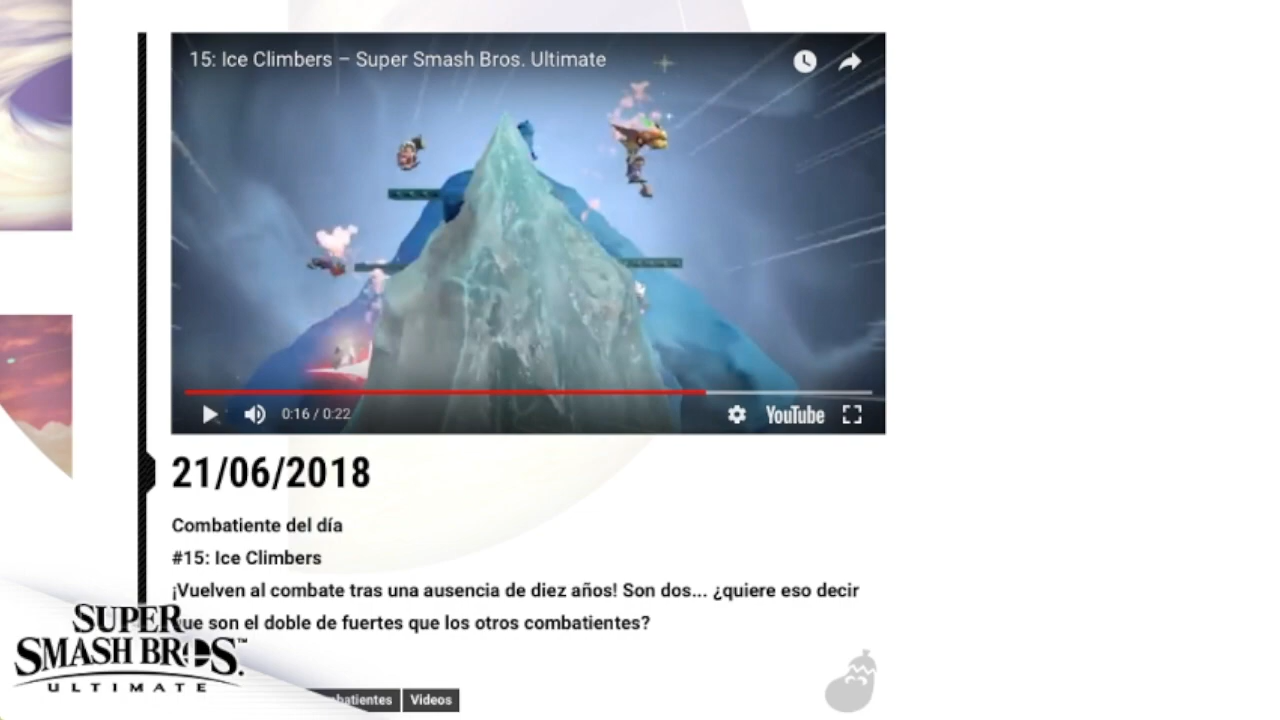 15: Ice Climbers – Super Smash Bros. Ultimate
0:16 / 0:22
YouTube
21/06/2018
Combatiente del día
#15: Ice Climbers
¡Vuelven al combate tras una ausencia de diez años! Son dos... ¿quiere eso decir
que son el doble de fuertes que los otros combatientes?
SUPER
SMASH BROS.™
ULTIMATE
Videos